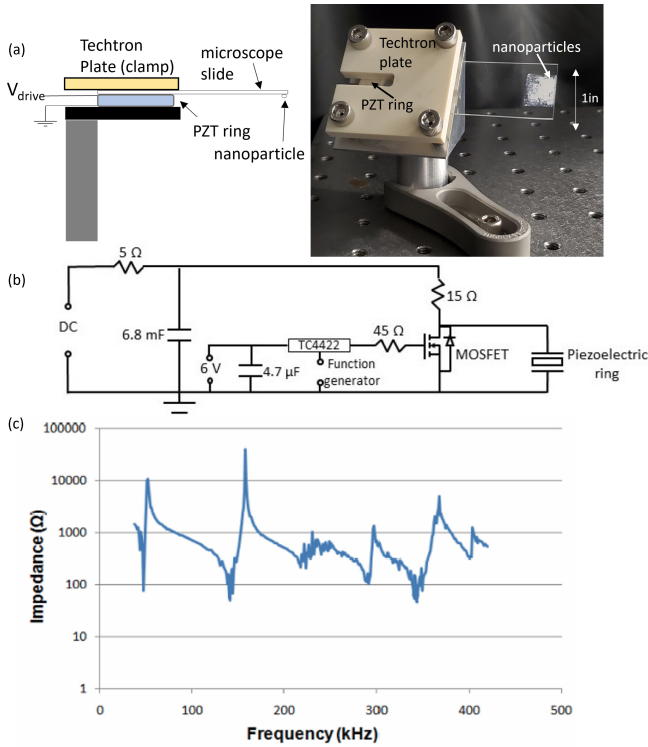 (a)
Techtron
Plate (clamp)
microscope
slide
Vdrive
PZT ring
nanoparticle
Techtron
plate
nanoparticles
PZT ring
1in
(b)
5 Ω
15 Ω
DC
6.8 mF
6 V
4.7 µF
TC4422
45 Ω
Function
generator
MOSFET
Piezoelectric
ring
(c)
100000
10000
1000
100
10
1
Impedance (Ω)
0
100
200
300
400
500
Frequency (kHz)